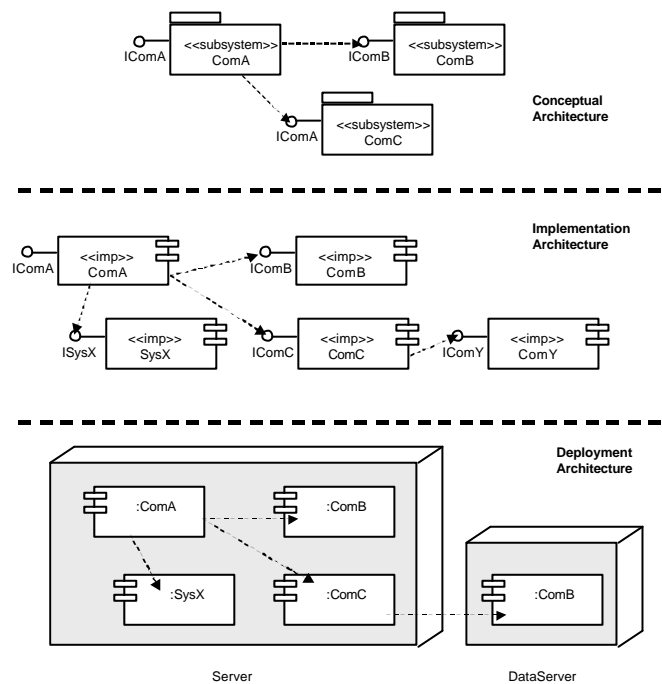 <<subsystem>>
ComA
IComA
<<subsystem>>
ComB
IComB
<<subsystem>>
ComC
IComA
Conceptual
Architecture
Implementation
Architecture
<<imp>>
ComA
IComA
<<imp>>
ComB
IComB
<<imp>>
SysX
ISysX
<<imp>>
ComC
IComC
<<imp>>
ComY
IComY
Deployment
Architecture
:ComA
:ComB
:SysX
:ComC
:ComB
Server
DataServer